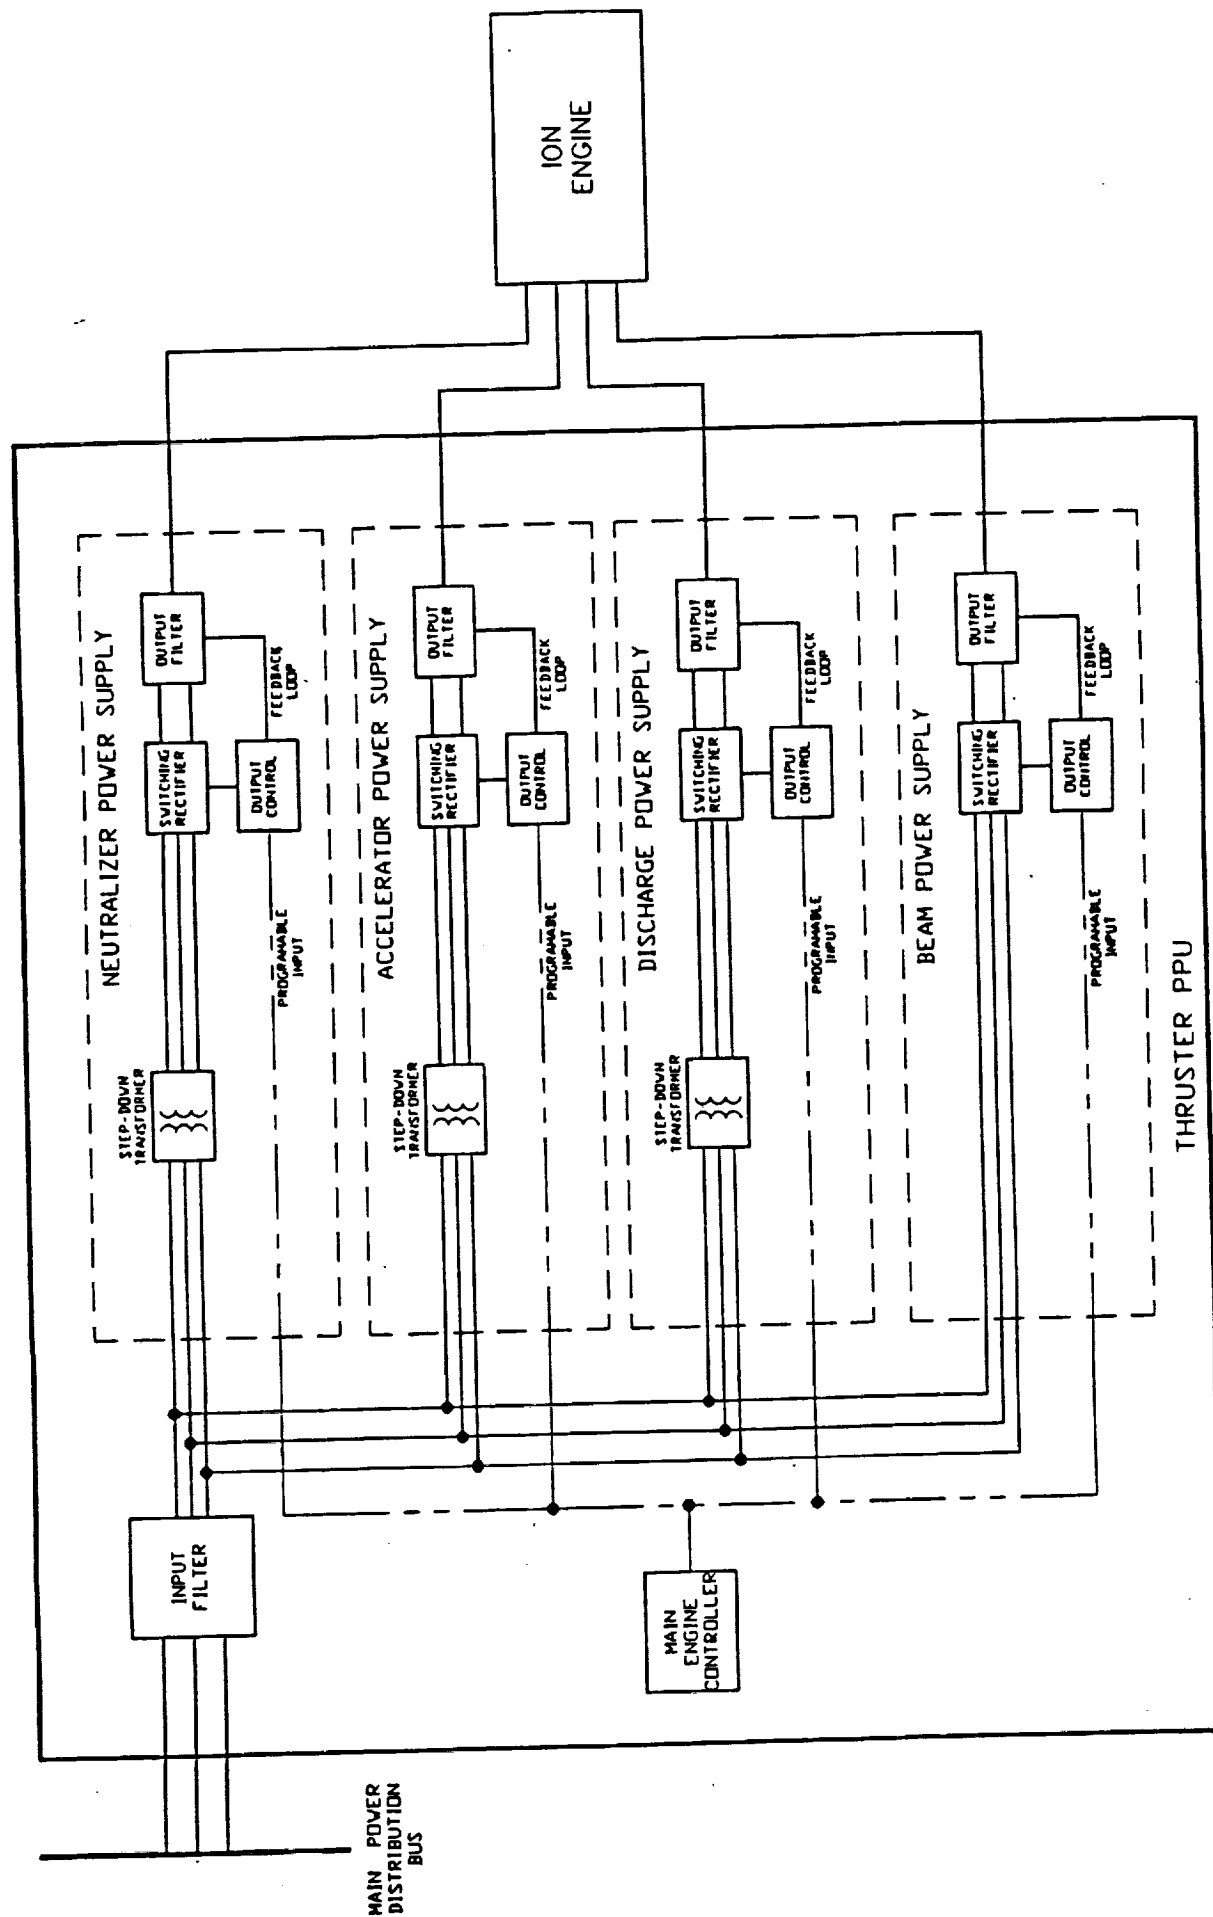 MAIN POWER
DISTRIBUTION
BUS
INPUT
FILTER
MAIN
ENGINE
CONTROLLER
NEUTRALIZER POWER SUPPLY
STEP-DOWN
TRANSFORMER
SWITCHING
RECTIFIER
OUTPUT
FILTER
PROGRAMABLE
INPUT
OUTPUT
CONTROL
FEEDBACK
LOOP
ACCELERATOR POWER SUPPLY
STEP-DOWN
TRANSFORMER
SWITCHING
RECTIFIER
OUTPUT
FILTER
PROGRAMABLE
INPUT
OUTPUT
CONTROL
FEEDBACK
LOOP
DISCHARGE POWER SUPPLY
STEP-DOWN
TRANSFORMER
SWITCHING
RECTIFIER
OUTPUT
FILTER
PROGRAMABLE
INPUT
OUTPUT
CONTROL
FEEDBACK
LOOP
BEAM POWER SUPPLY
SWITCHING
RECTIFIER
OUTPUT
FILTER
PROGRAMABLE
INPUT
OUTPUT
CONTROL
FEEDBACK
LOOP
THRUSTER PPU
ION
ENGINE